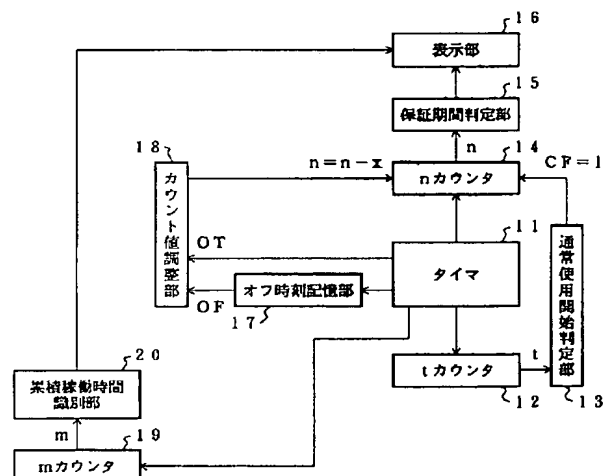 16
表示部
15
保証期間判定部
n
14
CF=1
18
n=n-x
nカウンタ
カウント値調整部
OT
11
タイマ
通常使用開始判定部
オフ時刻記憶部
OF
17
20
累積稼働時間
識別部
tカウンタ
t
12
13
m
19
mカウンタ